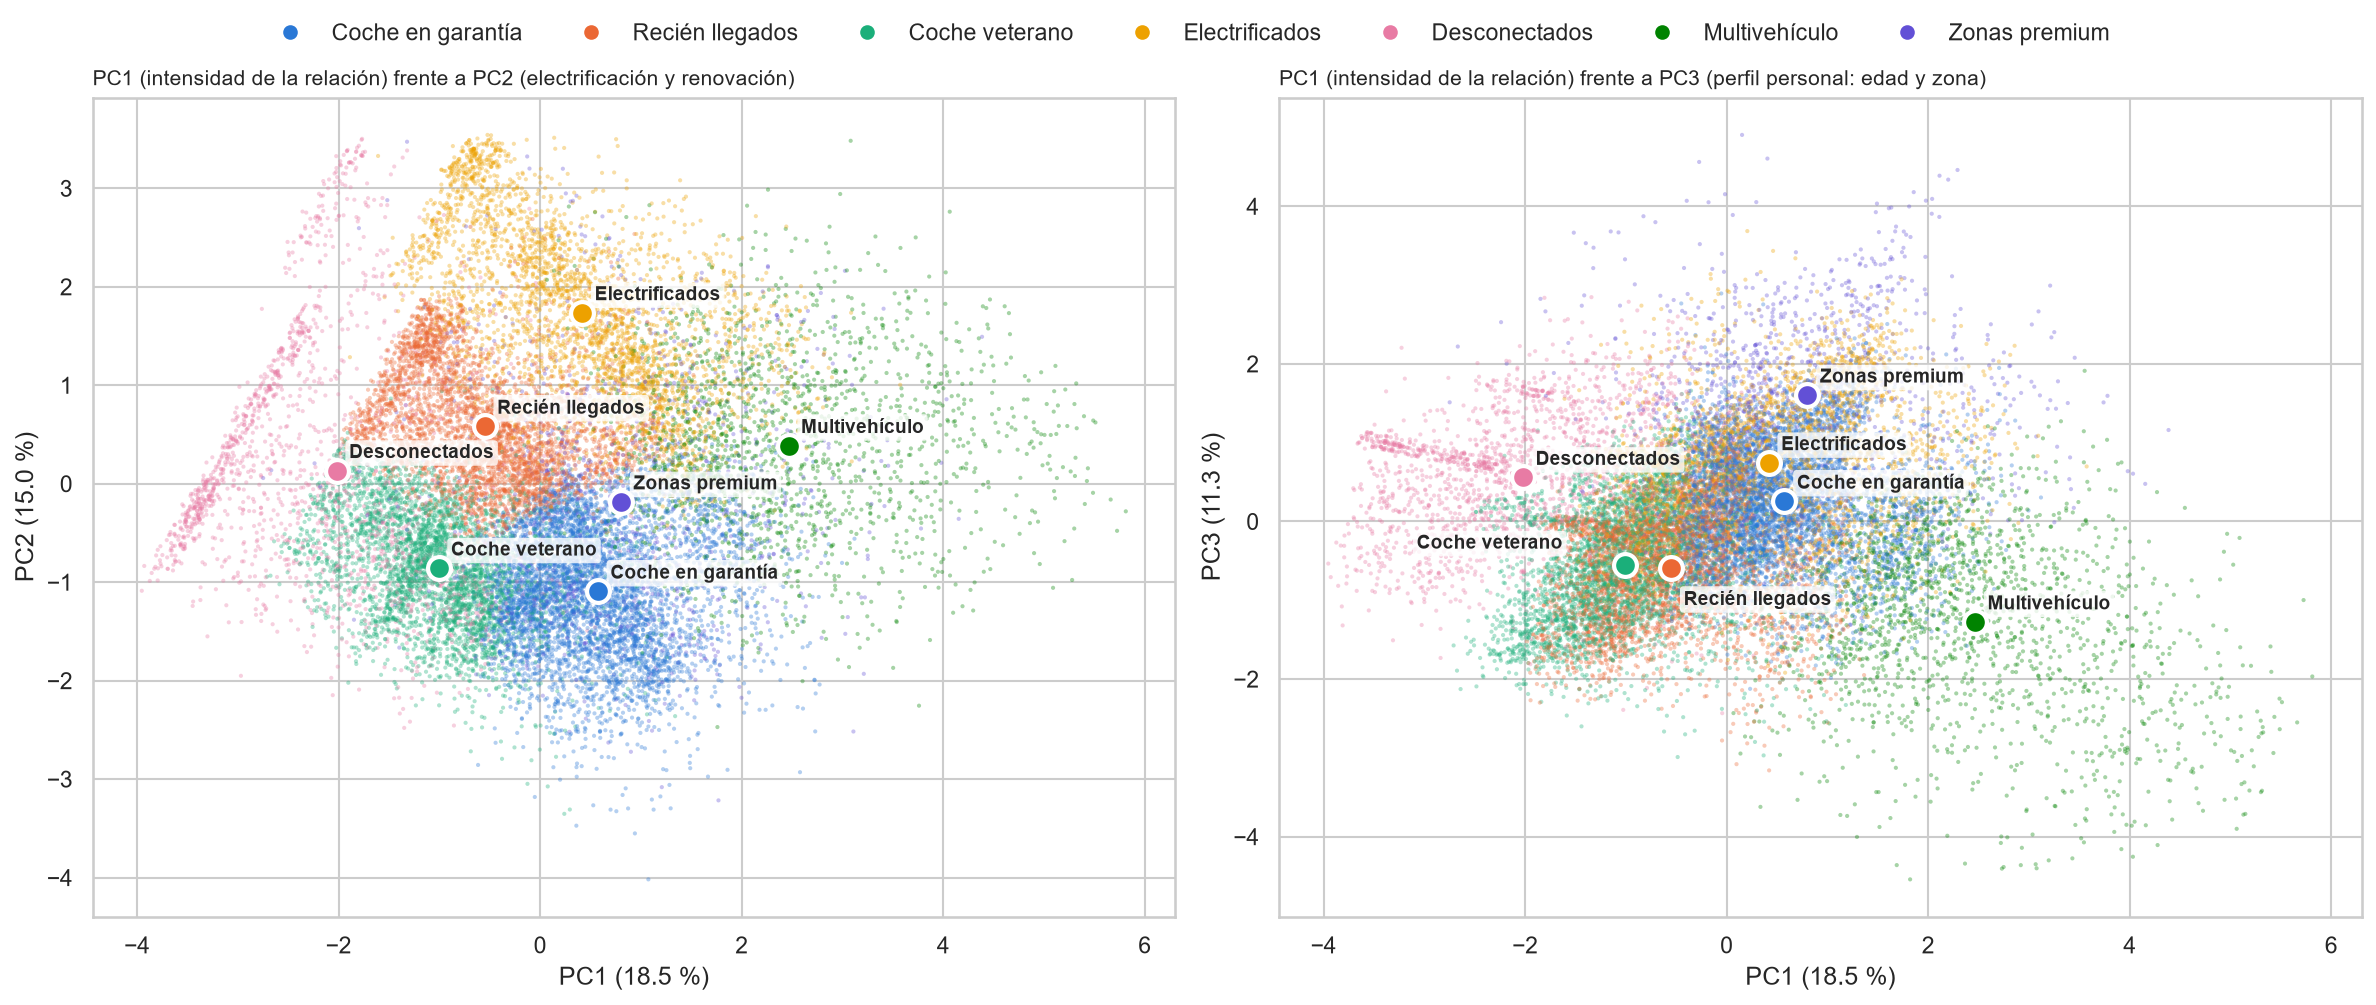 Coche en garantía Recién llegados Coche veterano Electrificados Desconectados Multivehículo Zonas premium
PC1 (intensidad de la relación) frente a PC2 (electrificación y renovación)
3
2
1
0
−1
−2
−3
−4
PC2 (15.0 %)
Electrificados
Recién llegados
Multivehículo
Desconectados
Zonas premium
Coche veterano
Coche en garantía
−4 −2 0 2 4 6
PC1 (18.5 %)
PC1 (intensidad de la relación) frente a PC3 (perfil personal: edad y zona)
4
2
0
−2
−4
PC3 (11.3 %)
Zonas premium
Electrificados
Desconectados
Coche en garantía
Coche veterano
Recién llegados
Multivehículo
−4 −2 0 2 4 6
PC1 (18.5 %)